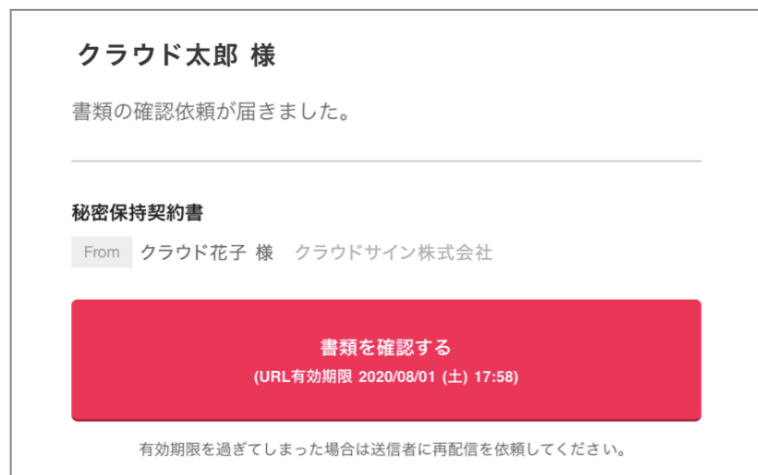 クラウド太郎 様
書類の確認依頼が届きました。
秘密保持契約書
From クラウド花子 様 クラウドサイン株式会社
書類を確認する
(URL有効期限 2020/08/01 (土) 17:58)
有効期限を過ぎてしまった場合は送信者に再配信を依頼してください。